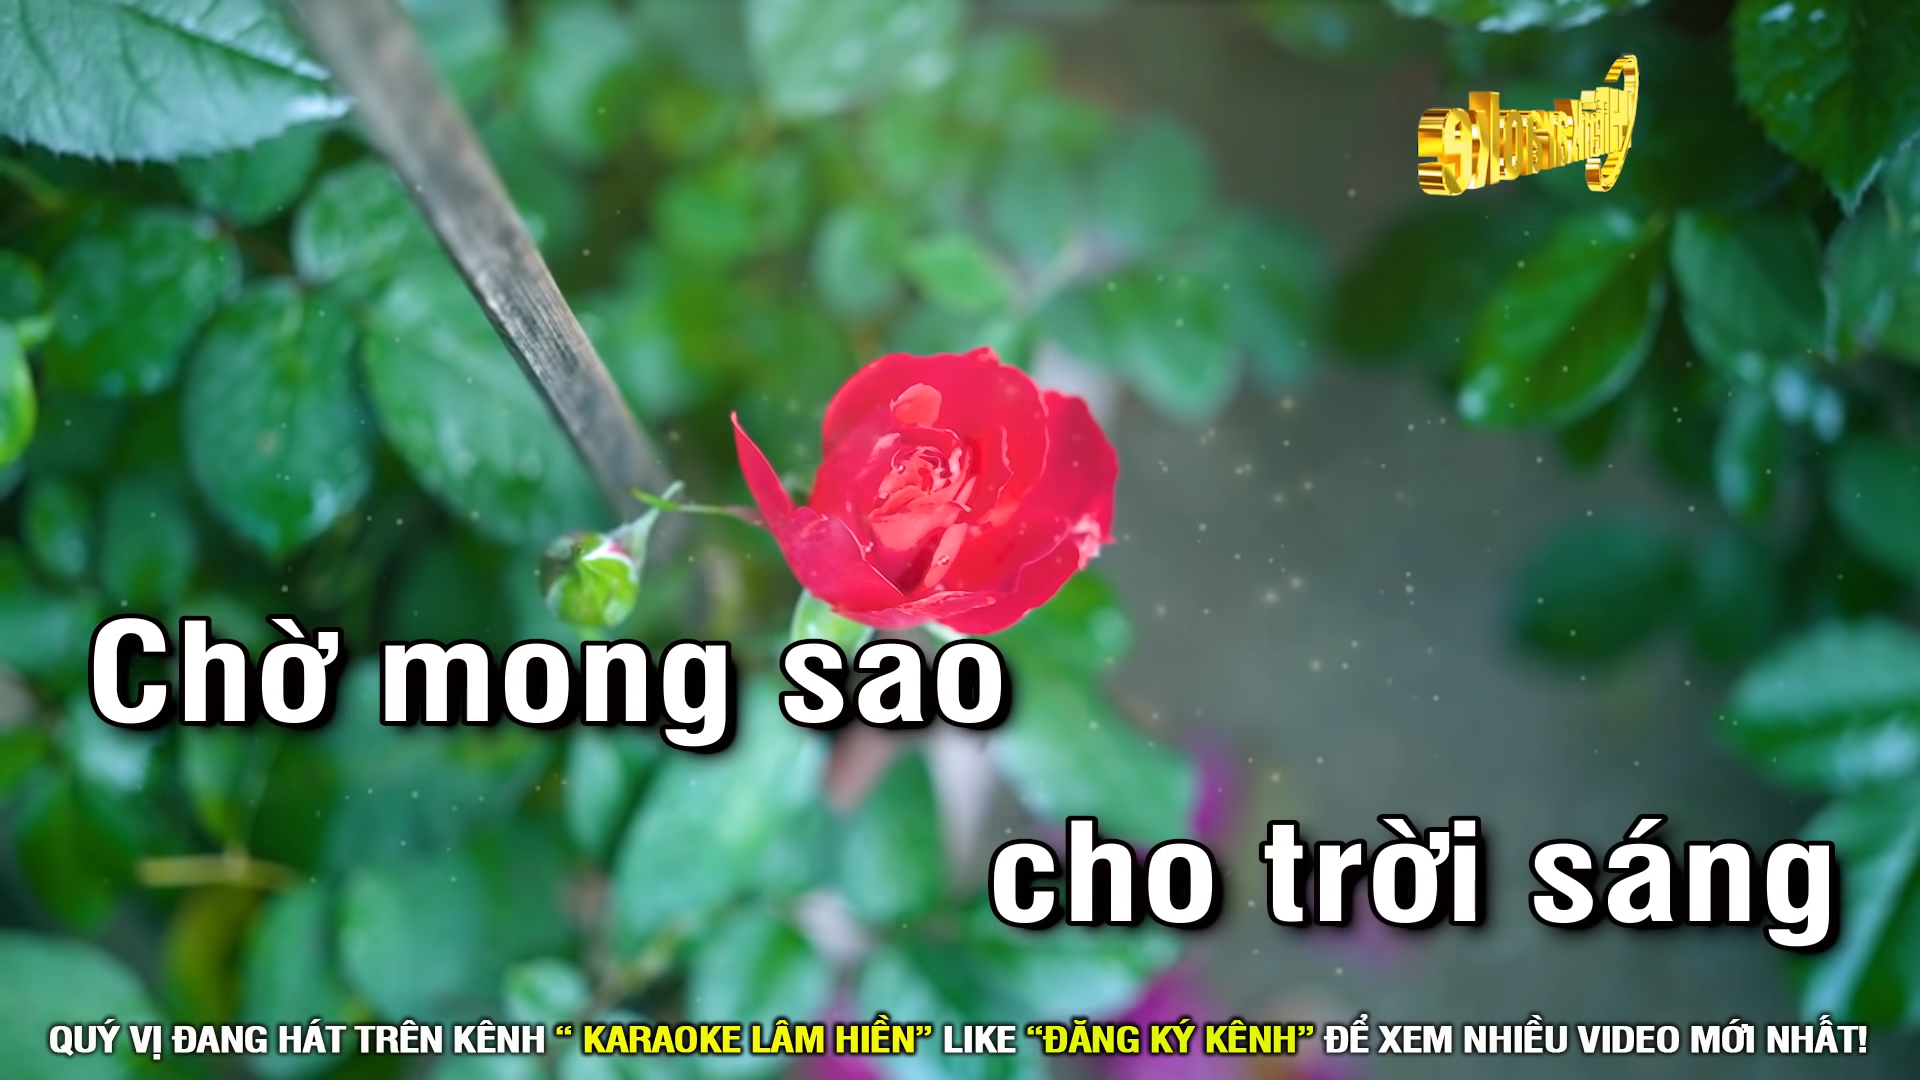 Chờ mong sao
cho trời sáng
QUÝ VỊ ĐANG HÁT TRÊN KÊNH “ KARAOKE LÂM HIỀN” LIKE “ĐĂNG KÝ KÊNH” ĐỂ XEM NHIỀU VIDEO MỚI NHẤT!